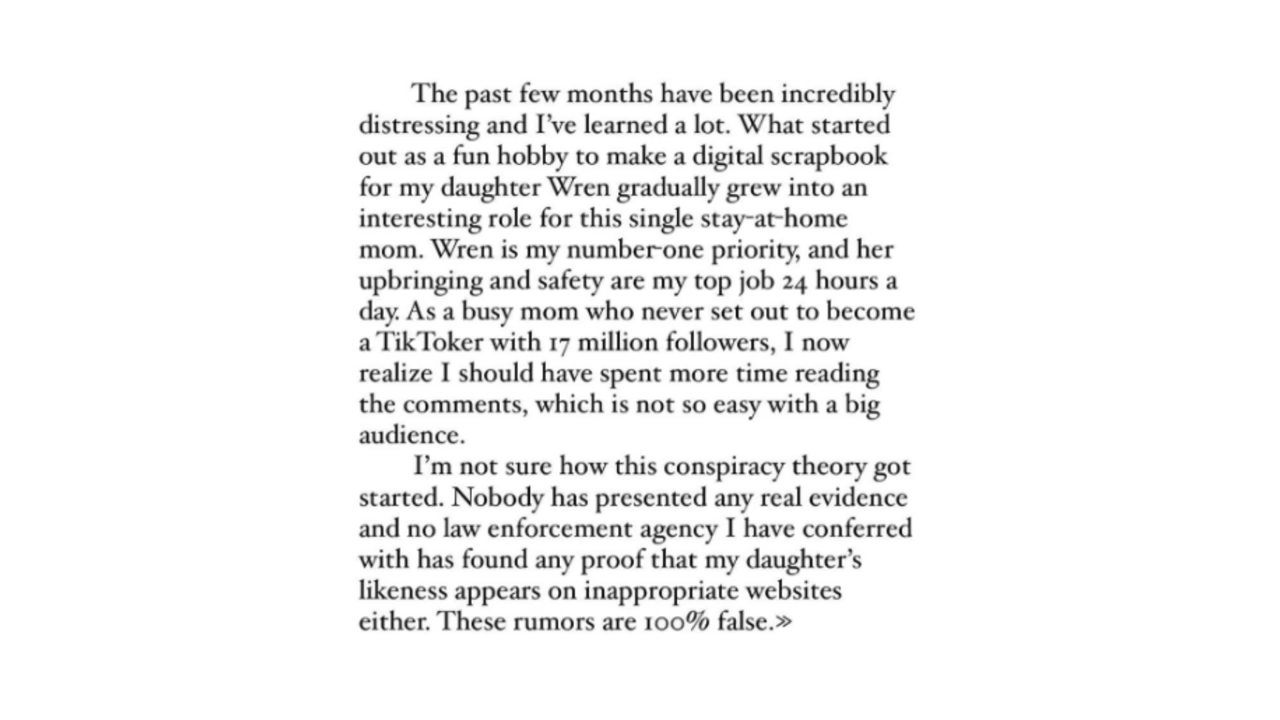 The past few months have been incredibly
distressing and I've learned a lot. What started
out as a fun hobby to make a digital scrapbook
for my daughter Wren gradually grew into an
interesting role for this single stay-at-home
mom. Wren is my number-one priority, and her
upbringing and safety are my top job 24 hours a
day. As a busy mom who never set out to become
a TikToker with 17 million followers, I now
realize I should have spent more time reading
the comments, which is not so easy with a big
audience.
I'm not sure how this conspiracy theory got
started. Nobody has presented any real evidence
and no law enforcement agency I have conferred
with has found any proof that my daughter's
likeness appears on inappropriate websites
either. These rumors are 100% false.»